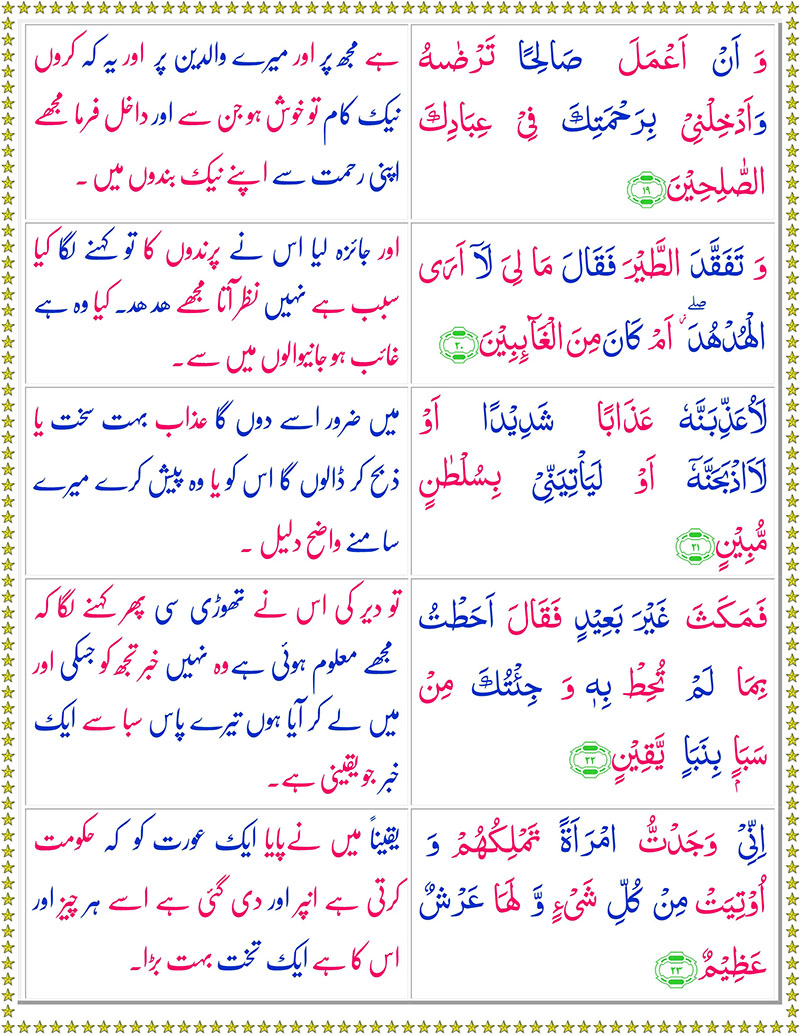 وَ اَنْ اَعْمَلَ صَالِحًا تَرْضٰىهُ
وَاَدْخِلْنِیْ بِرَحْمَتِكَ فِیْ عِبَادِكَ
الصّٰلِحِیْنَ ۱۹
ہے مجھ پر اور میرے والدین پر اور یہ کہ کروں
نیک کام تو خوش ہو جن سے اور داخل فرما مجھے
اپنی رحمت سے اپنے نیک بندوں میں ۔
وَ تَفَقَّدَ الطَّیْرَ فَقَالَ مَا لِیَ لَاۤ اَرَی
الْهُدْهُدَ ۖ٘ اَمْ كَانَ مِنَ الْغَآىِٕبِیْنَ ۲۰
اور جائزہ لیا اس نے پرندوں کا تو کہنے لگا کیا
سبب ہے نہیں نظر آتا مجھے ھدھد۔ کیا وہ ہے
غائب ہو جانیوالوں میں سے۔
لَاُعَذِّبَنَّهٗ عَذَابًا شَدِیْدًا اَوْ
لَاۡاَذْبَحَنَّهٗۤ اَوْ لَیَاْتِیَنِّیْ بِسُلْطٰنٍ
مُّبِیْنٍ ۲۱
میں ضرور اسے دوں گا عذاب بہت سخت یا
ذبح کر ڈالوں گا اس کو یا وہ پیش کرے میرے
سامنے واضح دلیل ۔
فَمَكَثَ غَیْرَ بَعِیْدٍ فَقَالَ اَحَطْتُّ
بِمَا لَمْ تُحِطْ بِهٖ وَ جِئْتُكَ مِنْ
سَبَاٍۭ بِنَبَاٍ یَّقِیْنٍ ۲۲
تو دیر کی اس نے تھوڑی سی پھر کہنے لگا کہ
مجھے معلوم ہوئی ہے وہ نہیں خبر تجھ کو جسکی اور
میں لے کر آیا ہوں تیرے پاس سبا سے ایک
خبر جو یقینی ہے۔
اِنِّیْ وَجَدْتُّ امْرَاَةً تَمْلِكُهُمْ وَ
اُوْتِیَتْ مِنْ كُلِّ شَیْءٍ وَّ لَهَا عَرْشٌ
عَظِیْمٌ ۲۳
یقیناً میں نے پایا ایک عورت کو کہ حکومت
کرتی ہے انپر اور دی گئی ہے اسے ہر چیز اور
اس کا ہے ایک تخت بہت بڑا۔